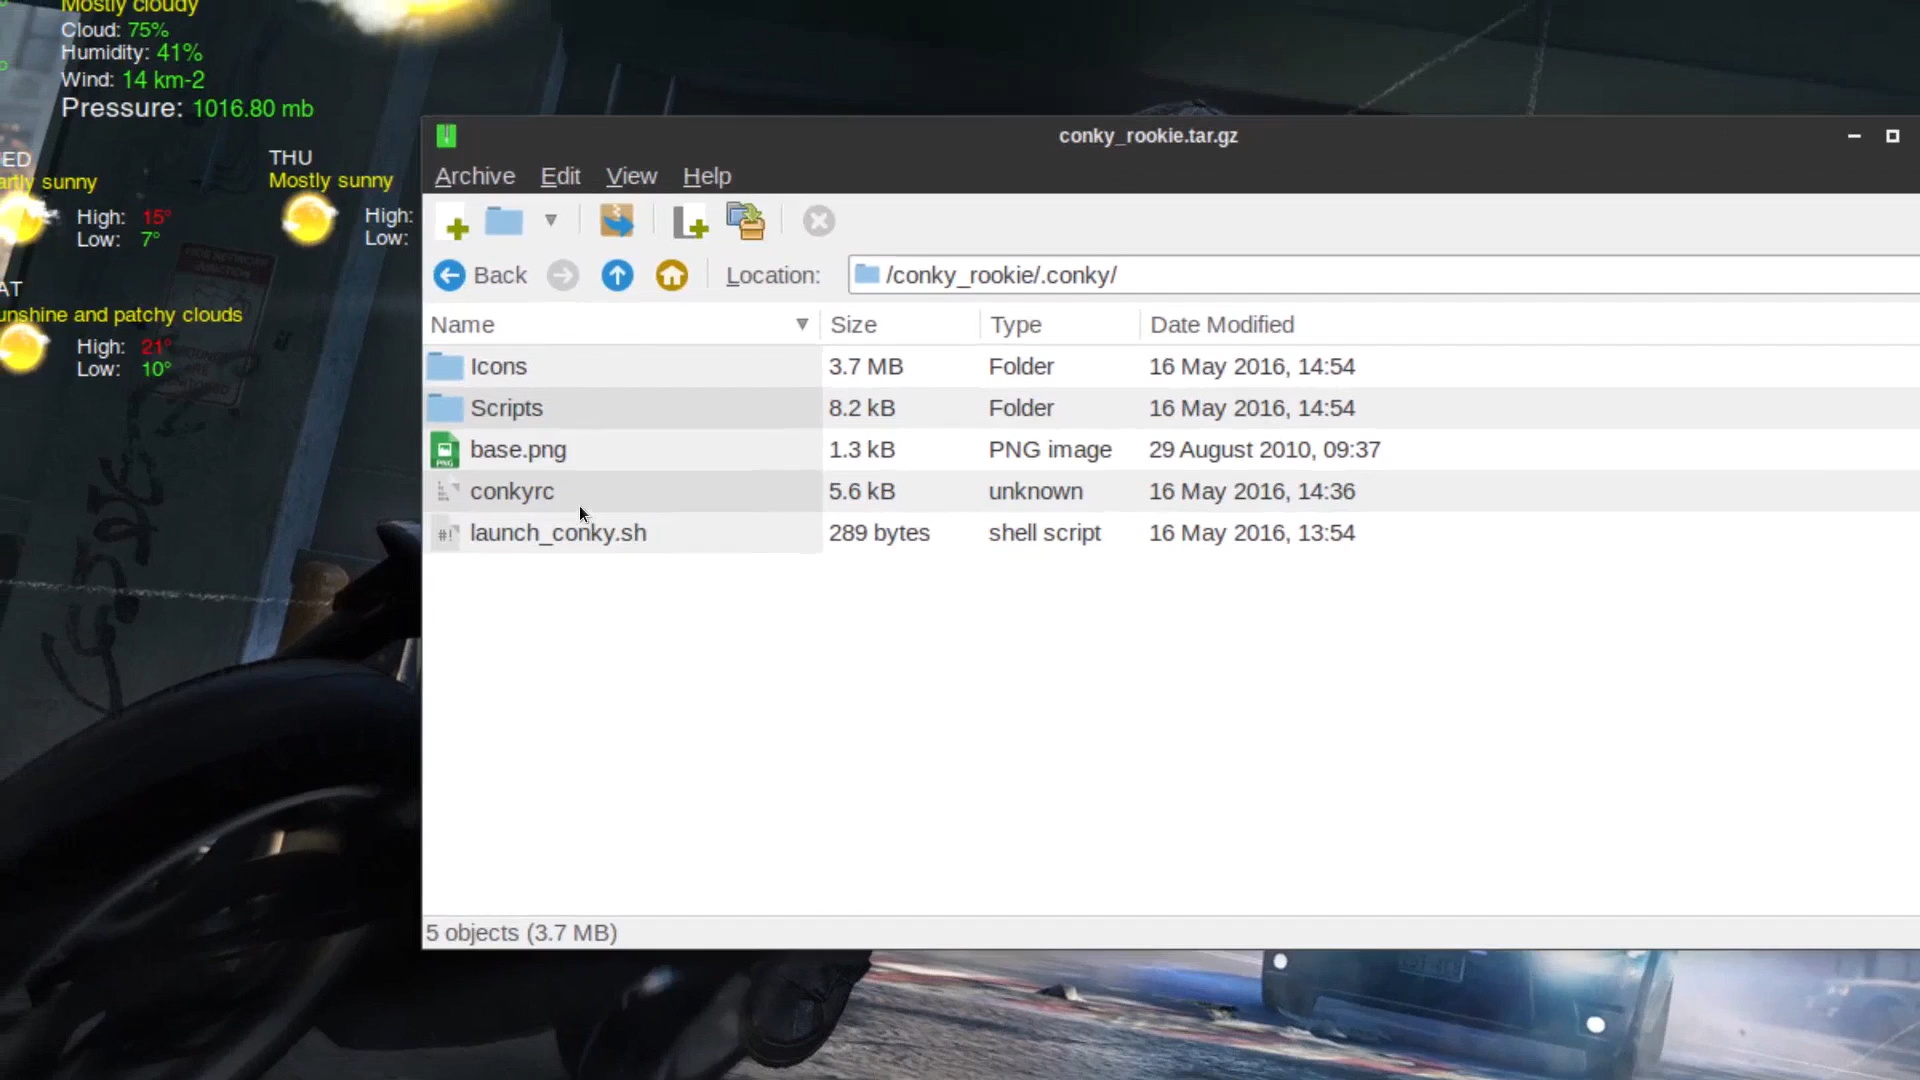 Mostly cloudy
Cloud: 75%
Humidity: 41%
Wind: 14 km-2
Pressure: 1016.80 mb
ED
artly sunny
High: 15°
Low: 7°
THU
Mostly sunny
High:
Low:
AT
unshine and patchy clouds
High: 21°
Low: 10°
conky_rookie.tar.gz
Archive Edit View Help
Back Location: /conky_rookie/.conky/
Name Size Type Date Modified
Icons 3.7 MB Folder 16 May 2016, 14:54
Scripts 8.2 kB Folder 16 May 2016, 14:54
base.png 1.3 kB PNG image 29 August 2010, 09:37
conkyrc 5.6 kB unknown 16 May 2016, 14:36
launch_conky.sh 289 bytes shell script 16 May 2016, 13:54
5 objects (3.7 MB)